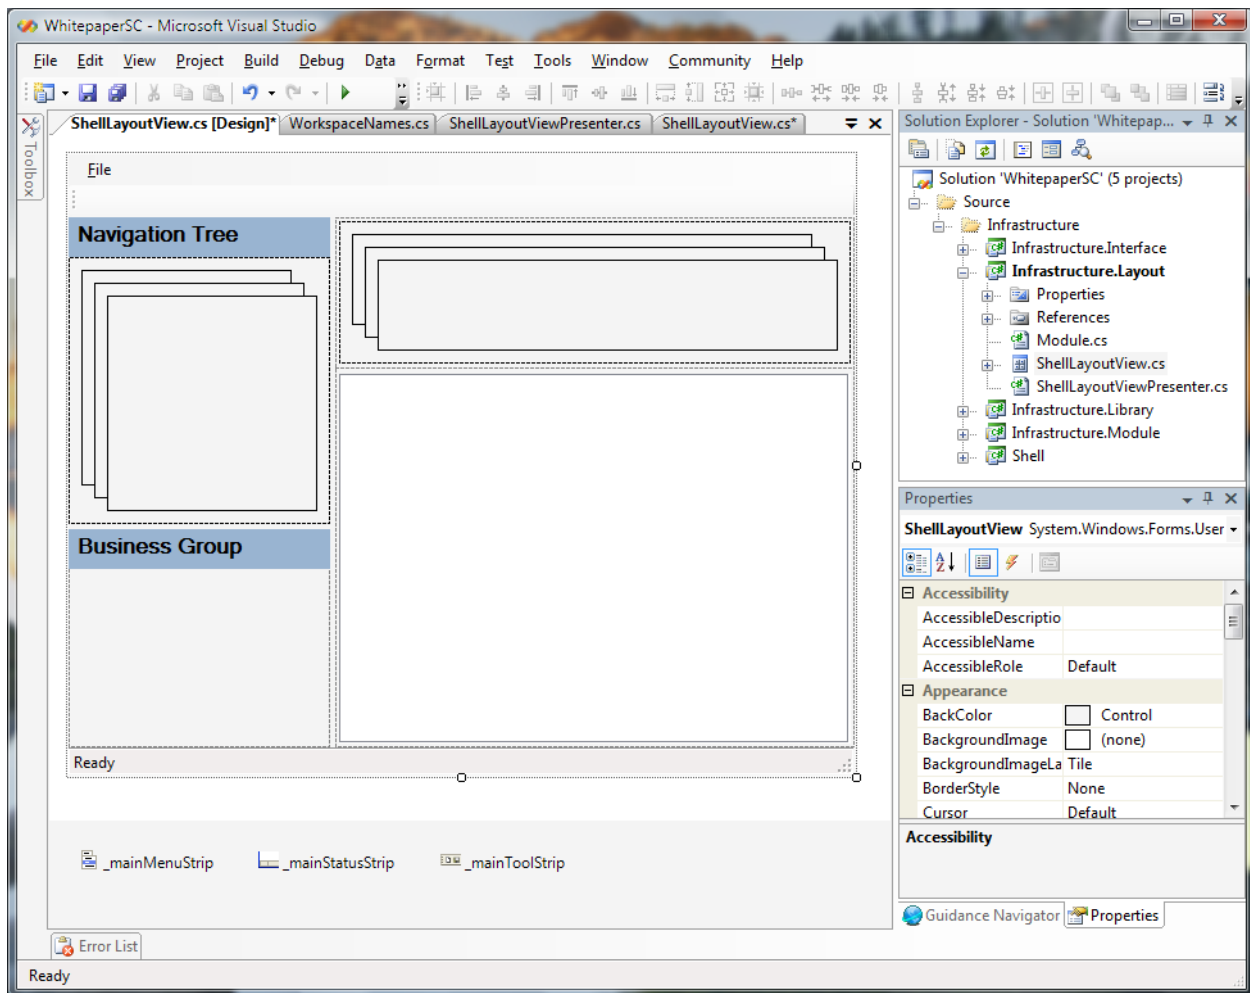 WhitepaperSC - Microsoft Visual Studio
File Edit View Project Build Debug Data Format Test Tools Window Community Help
Toolbox
ShellLayoutView.cs [Design]* WorkspaceNames.cs ShellLayoutViewPresenter.cs ShellLayoutView.cs*
File
Navigation Tree
Business Group
Ready
_mainMenuStrip _mainStatusStrip _mainToolStrip
Solution Explorer - Solution 'Whitepap...
Solution 'WhitepaperSC' (5 projects)
Source
Infrastructure
Infrastructure.Interface
Infrastructure.Layout
Properties
References
Module.cs
ShellLayoutView.cs
ShellLayoutViewPresenter.cs
Infrastructure.Library
Infrastructure.Module
Shell
Properties
ShellLayoutView System.Windows.Forms.User
Accessibility
AccessibleDescriptio
AccessibleName
AccessibleRole Default
Appearance
BackColor Control
BackgroundImage (none)
BackgroundImageLa Tile
BorderStyle None
Cursor Default
Accessibility
Guidance Navigator Properties
Error List
Ready